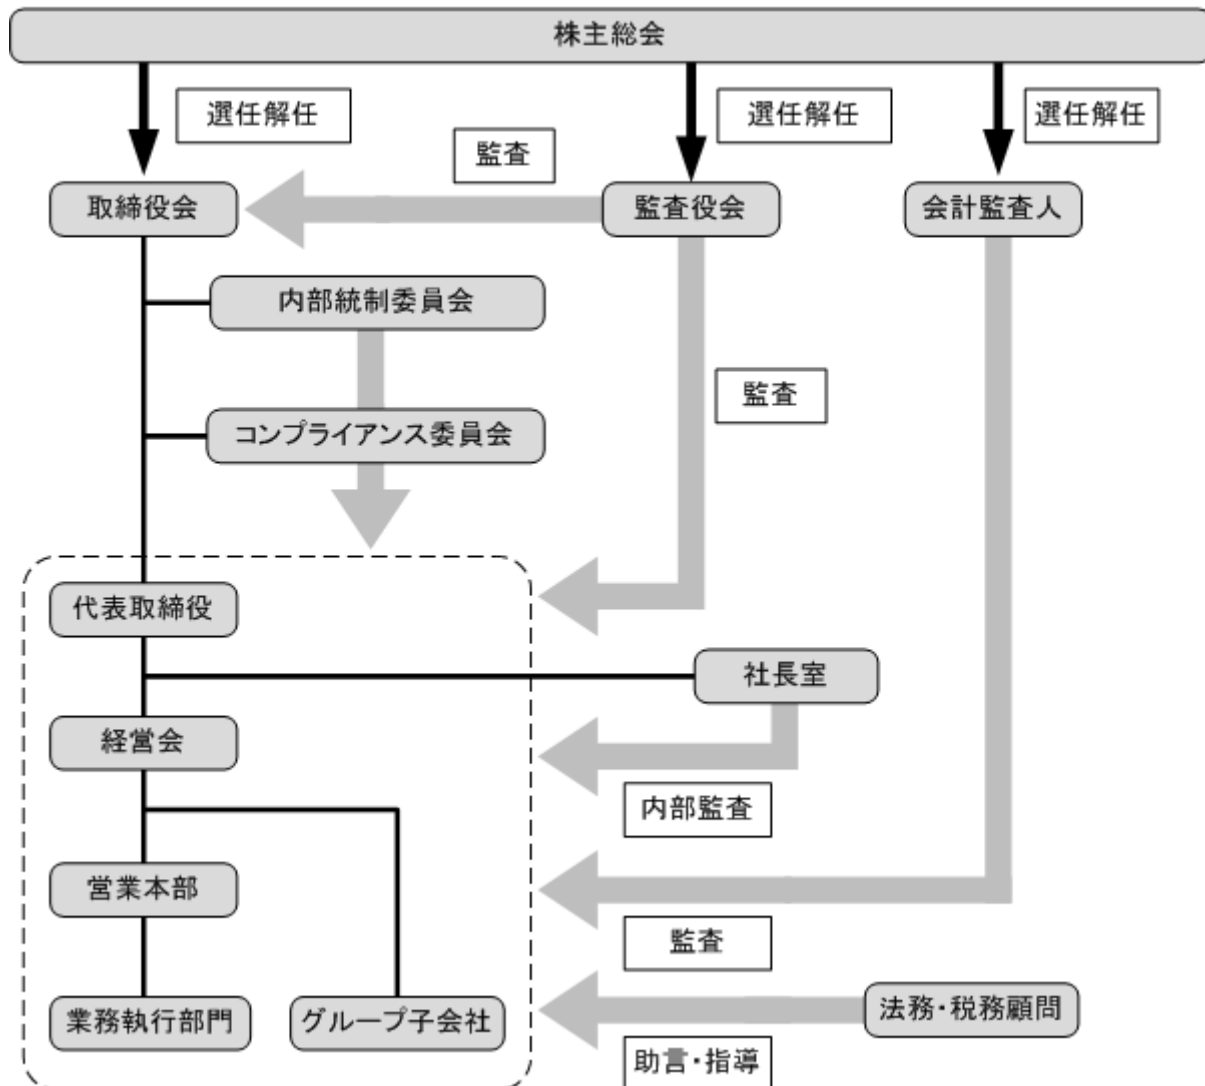 株主総会
選任解任
選任解任
選任解任
監査
取締役会
監査役会
会計監査人
内部統制委員会
監査
コンプライアンス委員会
代表取締役
社長室
経営会
内部監査
営業本部
監査
業務執行部門
グループ子会社
法務・税務顧問
助言・指導